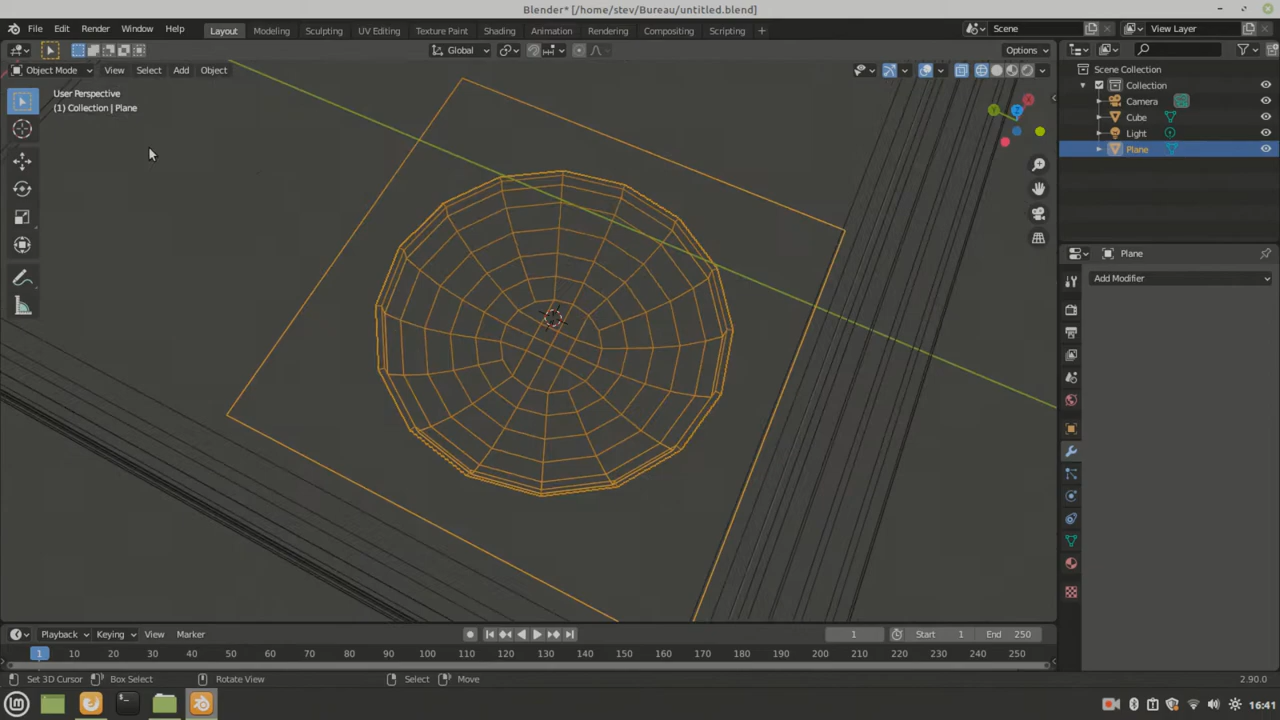 Blender* [/home/stev/Bureau/untitled.blend]
File Edit Render Window Help Layout Modeling Sculpting UV Editing Texture Paint Shading Animation Rendering Compositing Scripting + Scene View Layer
Global Options
Object Mode View Select Add Object
Scene Collection
User Perspective
(1) Collection | Plane
Collection
Camera
Cube
Light
Plane
Plane
Add Modifier
Playback Keying View Marker 1 Start 1 End 250
1 10 20 30 40 50 60 70 80 90 100 110 120 130 140 150 160 170 180 190 200 210 220 230 240 250
Set 3D Cursor Box Select Rotate View Select Move 2.90.0
16:41